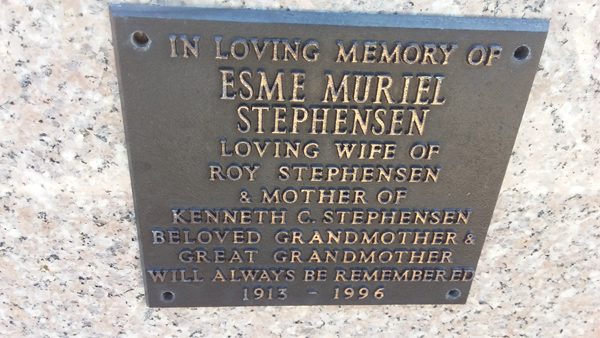 IN LOVING MEMORY OF
ESME MURIEL
STEPHENSEN
LOVING WIFE OF
ROY STEPHENSEN
& MOTHER OF
KENNETH C. STEPHENSEN
BELOVED GRANDMOTHER &
GREAT GRANDMOTHER
WILL ALWAYS BE REMEMBERED
1913 - 1996